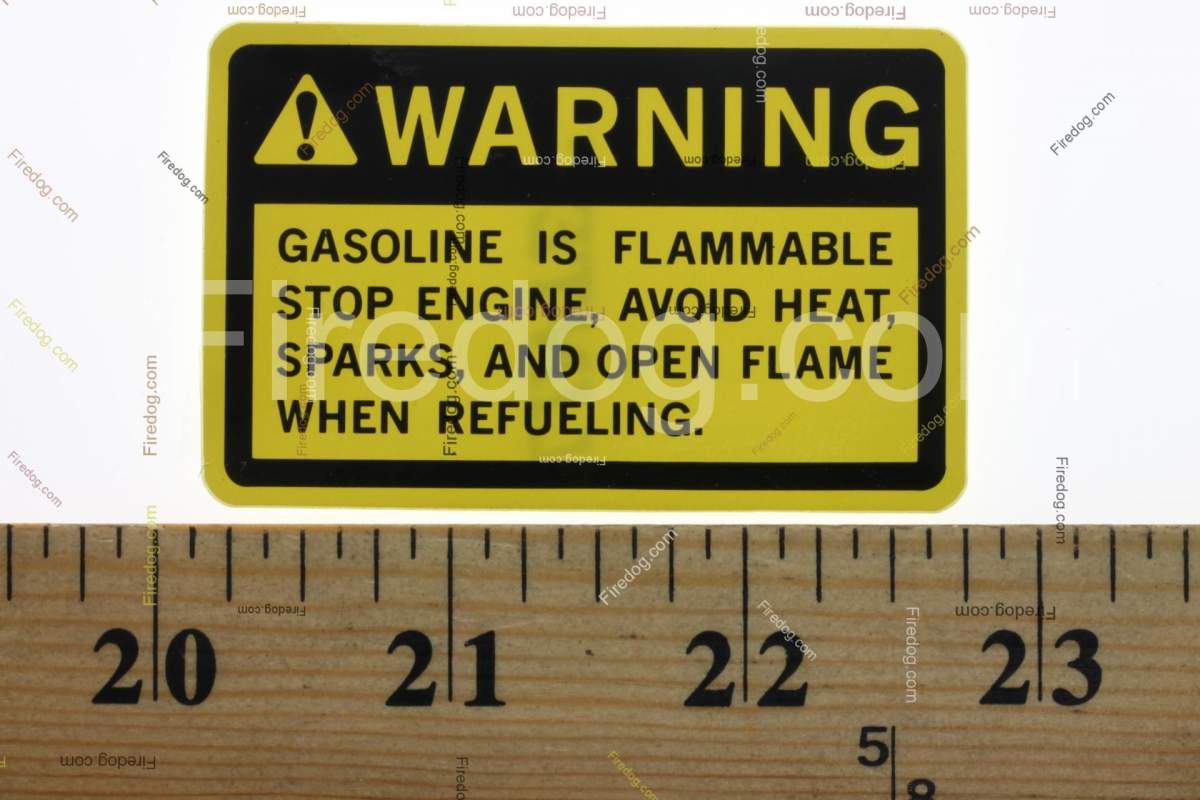 WARNING
GASOLINE IS FLAMMABLE
STOP ENGINE, AVOID HEAT,
SPARKS, AND OPEN FLAME
WHEN REFUELING.
Firedog.com
20 21 22 23
5
8